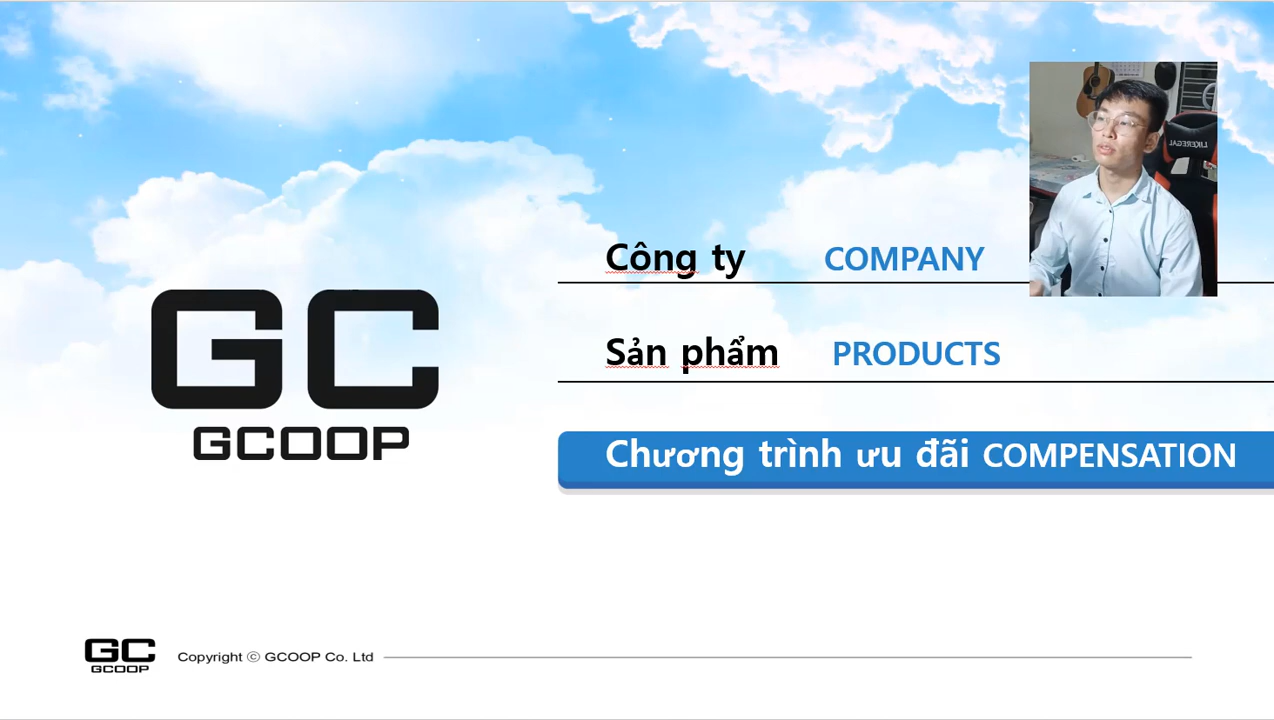 Công ty COMPANY
Sản phẩm PRODUCTS
Chương trình ưu đãi COMPENSATION
GC
GCOOP
LIKEREGAL
GC
GCOOP
Copyright ⓒ GCOOP Co. Ltd